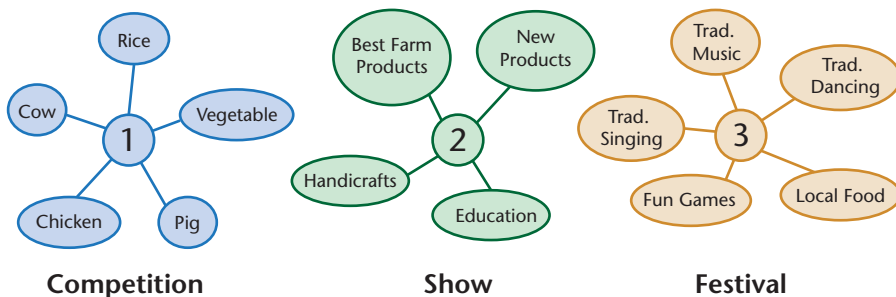 Rice
Cow
1
Vegetable
Chicken
Pig
Competition
Best Farm
Products
New
Products
2
Handicrafts
Education
Show
Trad.
Music
Trad.
Dancing
Trad.
Singing
3
Fun Games
Local Food
Festival